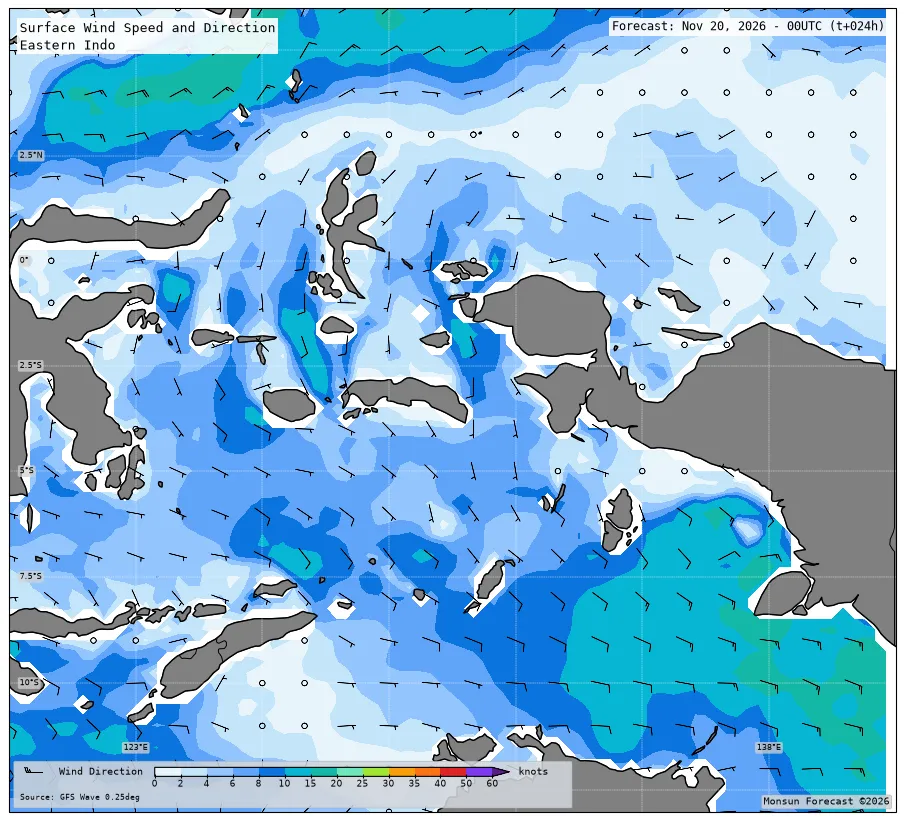 Surface Wind Speed and Direction
Eastern Indo
Forecast: Nov 20, 2026 - 00UTC (t+024h)
2.5°N
0°
2.5°S
5°S
7.5°S
10°S
123°E
138°E
Wind Direction
0 2 4 6 8 10 15 20 25 30 35 40 50 60
knots
Source: GFS Wave 0.25deg
Monsun Forecast ©2026